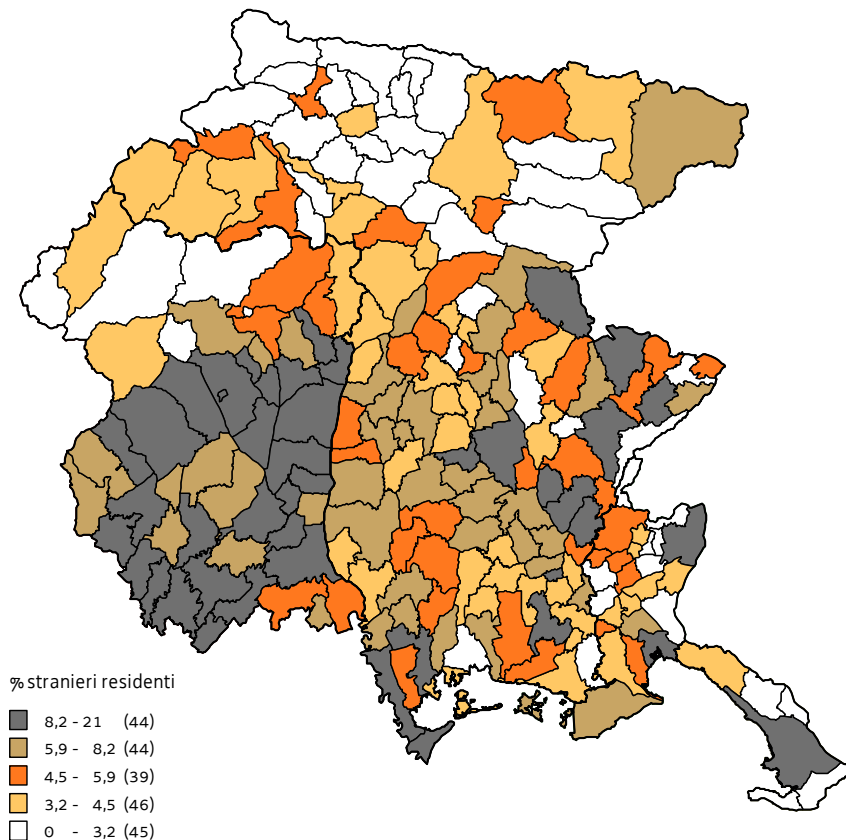 % stranieri residenti
8,2 - 21 (44)
5,9 - 8,2 (44)
4,5 - 5,9 (39)
3,2 - 4,5 (46)
0 - 3,2 (45)